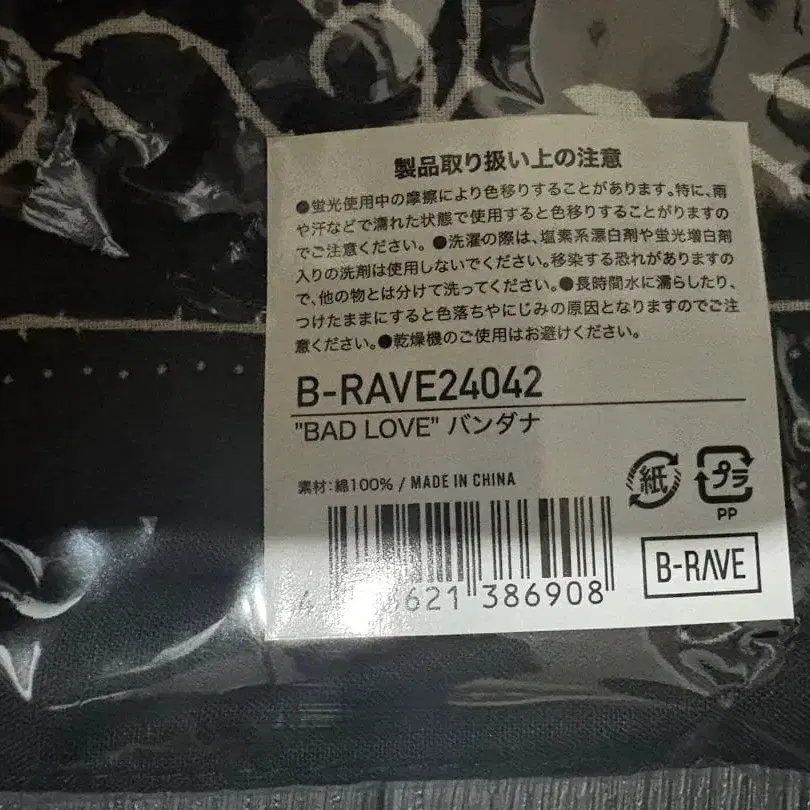 製品取り扱い上の注意
●蛍光使用中の摩擦により色移りすることがあります。特に、雨
や汗などで濡れた状態で使用すると色移りすることがりますの
でご注意ください。●洗濯の際は、塩素系漂白剤や蛍光増白剤
入りの洗剤は使用しないでください。移染する恐れがありますの
で、他の物とは分けて洗ってください。●長時間水に濡らしたり、
つけたままにすると色落ちやにじみの原因となりますのでご注
意ください。●乾燥機のご使用はお避けください。
B-RAVE24042
"BAD LOVE" バンダナ
素材:綿100% / MADE IN CHINA
紙
プラ
PP
4 621 386908
B-RAVE